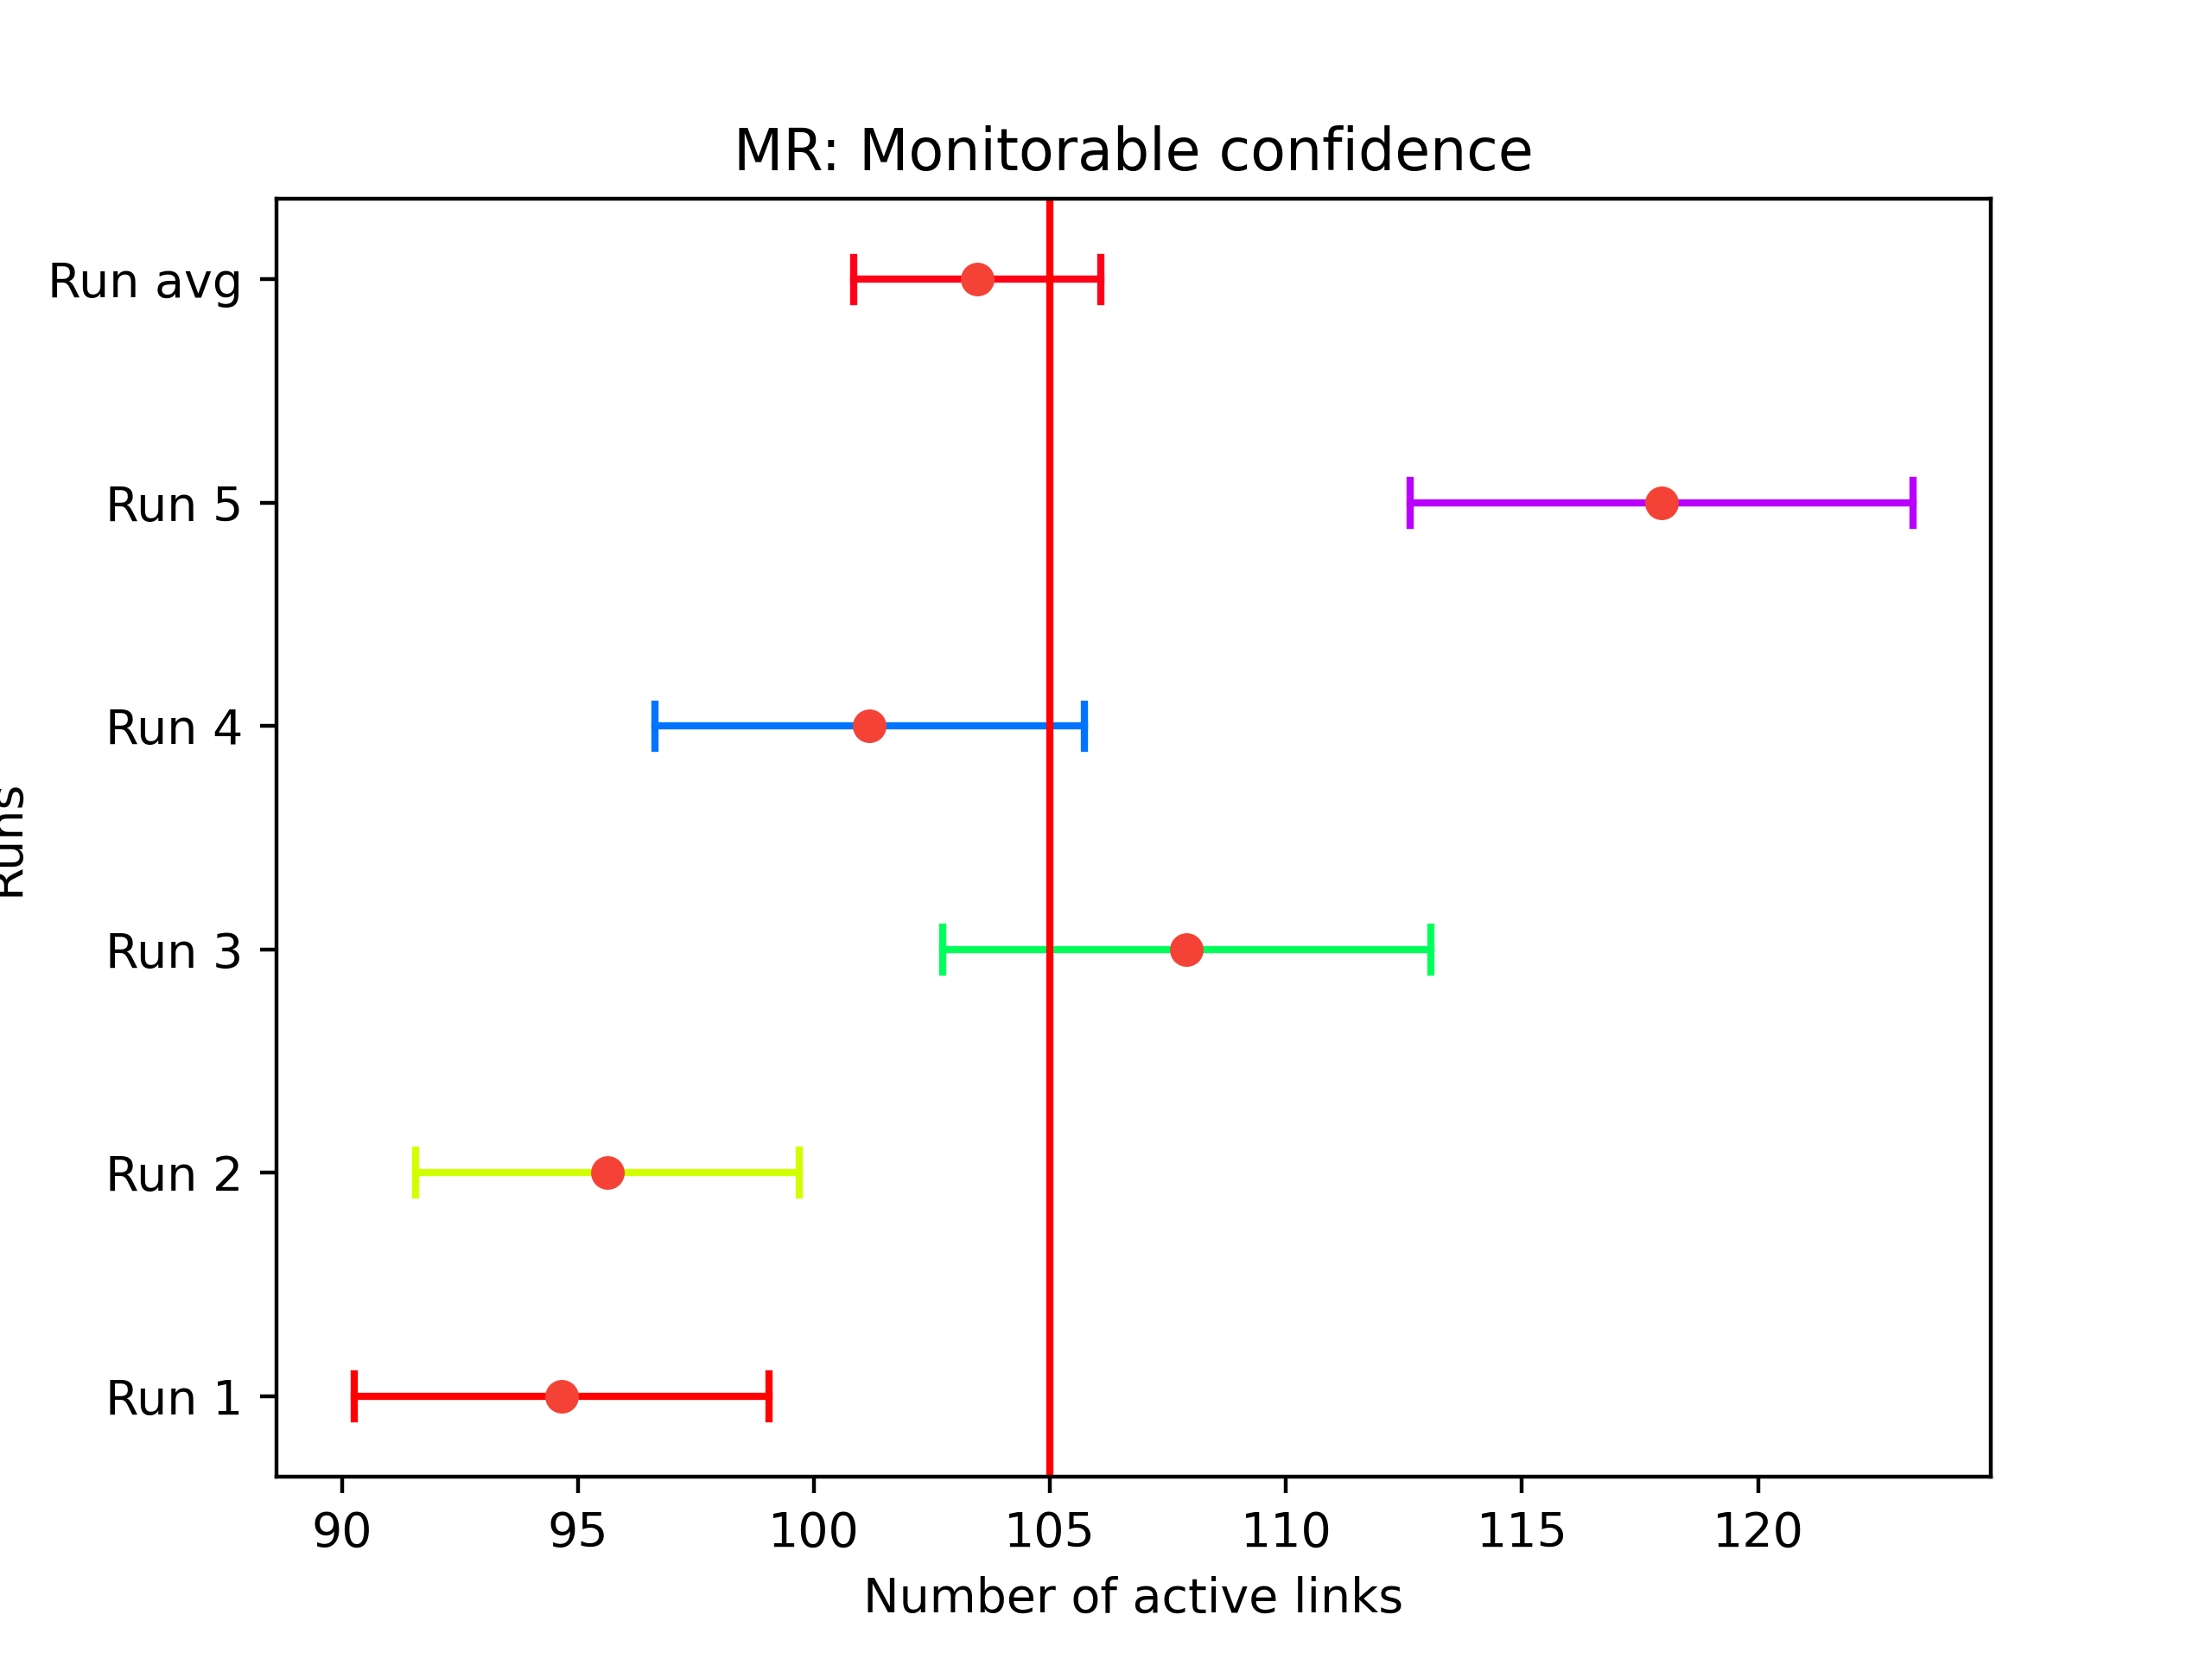 MR: Monitorable confidence
Run avg
Run 5
Run 4
Run 3
Run 2
Run 1
Runs
90 95 100 105 110 115 120
Number of active links